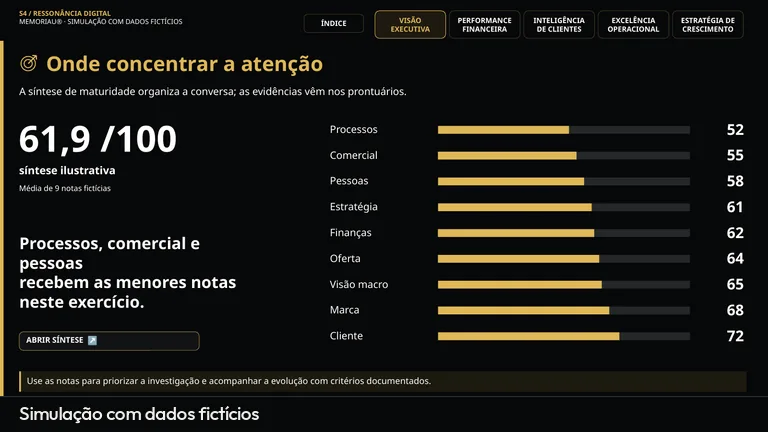 S4 / RESSONÂNCIA DIGITAL
MEMORIAU® · SIMULAÇÃO COM DADOS FICTÍCIOS
ÍNDICE
VISÃO
EXECUTIVA
PERFORMANCE
FINANCEIRA
INTELIGÊNCIA
DE CLIENTES
EXCELÊNCIA
OPERACIONAL
ESTRATÉGIA DE
CRESCIMENTO
Onde concentrar a atenção
A síntese de maturidade organiza a conversa; as evidências vêm nos prontuários.
61,9 /100
síntese ilustrativa
Média de 9 notas fictícias
Processos, comercial e
pessoas
recebem as menores notas
neste exercício.
ABRIR SÍNTESE ↗
Processos 52
Comercial 55
Pessoas 58
Estratégia 61
Finanças 62
Oferta 64
Visão macro 65
Marca 68
Cliente 72
Use as notas para priorizar a investigação e acompanhar a evolução com critérios documentados.
Simulação com dados fictícios